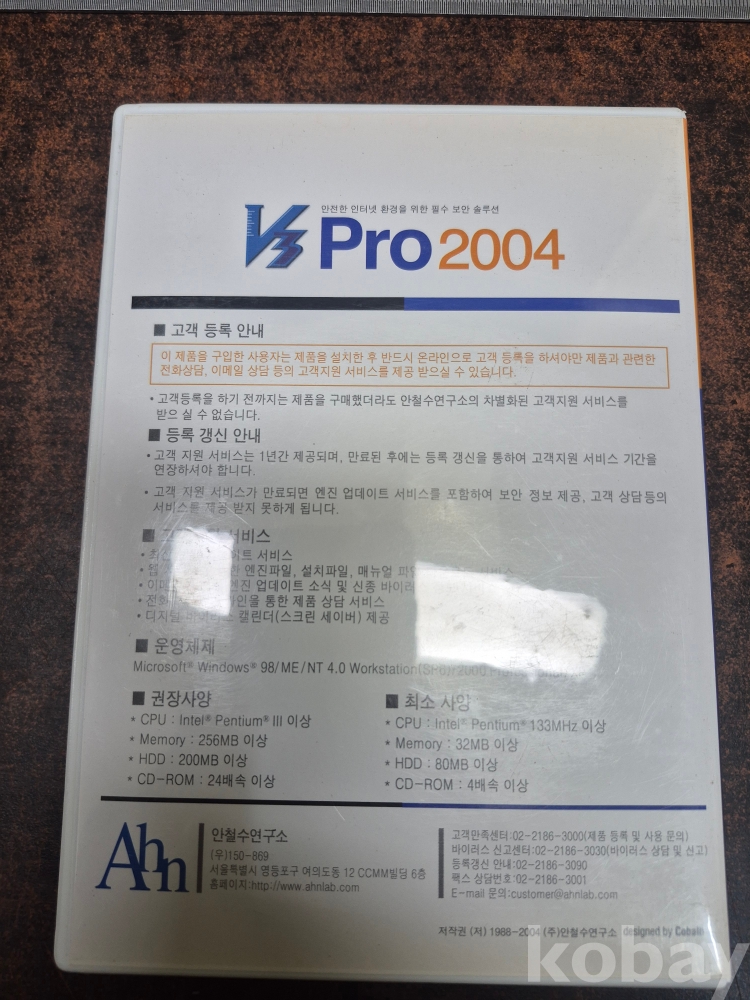 안전한 인터넷 환경을 위한 필수 보안 솔루션
V3 Pro 2004
■ 고객 등록 안내
이 제품을 구입한 사용자는 제품을 설치한 후 반드시 온라인으로 고객 등록을 하셔야만 제품과 관련한
전화상담, 이메일 상담 등의 고객지원 서비스를 제공 받으실 수 있습니다.
• 고객등록을 하기 전까지는 제품을 구매했더라도 안철수연구소의 차별화된 고객지원 서비스를
받으실 수 없습니다.
■ 등록 갱신 안내
• 고객 지원 서비스는 1년간 제공되며, 만료된 후에는 등록 갱신을 통하여 고객지원 서비스 기간을
연장하셔야 합니다.
• 고객 지원 서비스가 만료되면 엔진 업데이트 서비스를 포함하여 보안 정보 제공, 고객 상담등의
서비스를 제공 받지 못하게 됩니다.
■ 서비스
• 서비스
• 엔진파일, 설치파일, 매뉴얼
• 엔진 업데이트 소식 및 신종
• 통한 제품 상담 서비스
• 디지털 캘린더(스크린 세이버) 제공
■ 운영체제
Microsoft® Windows® 98/ME/NT 4.0 Workstation
■ 권장사양
* CPU : Intel® Pentium® III 이상
* Memory : 256MB 이상
* HDD : 200MB 이상
* CD-ROM : 24배속 이상
■ 최소 사양
* CPU : Intel® Pentium® 133MHz 이상
* Memory : 32MB 이상
* HDD : 80MB 이상
* CD-ROM : 4배속 이상
Ahn
안철수연구소
(우)150-869
서울특별시 영등포구 여의도동 12 CCMM빌딩 6층
홈페이지:http://www.ahnlab.com
고객만족센터:02-2186-3000(제품 등록 및 사용 문의)
바이러스 신고센터:02-2186-3030(바이러스 상담 및 신고)
등록갱신 안내:02-2186-3090
팩스 상담번호:02-2186-3001
E-mail 문의:customer@ahnlab.com
저작권 (저) 1988-2004 (주)안철수연구소 designed by Cobain
kobay